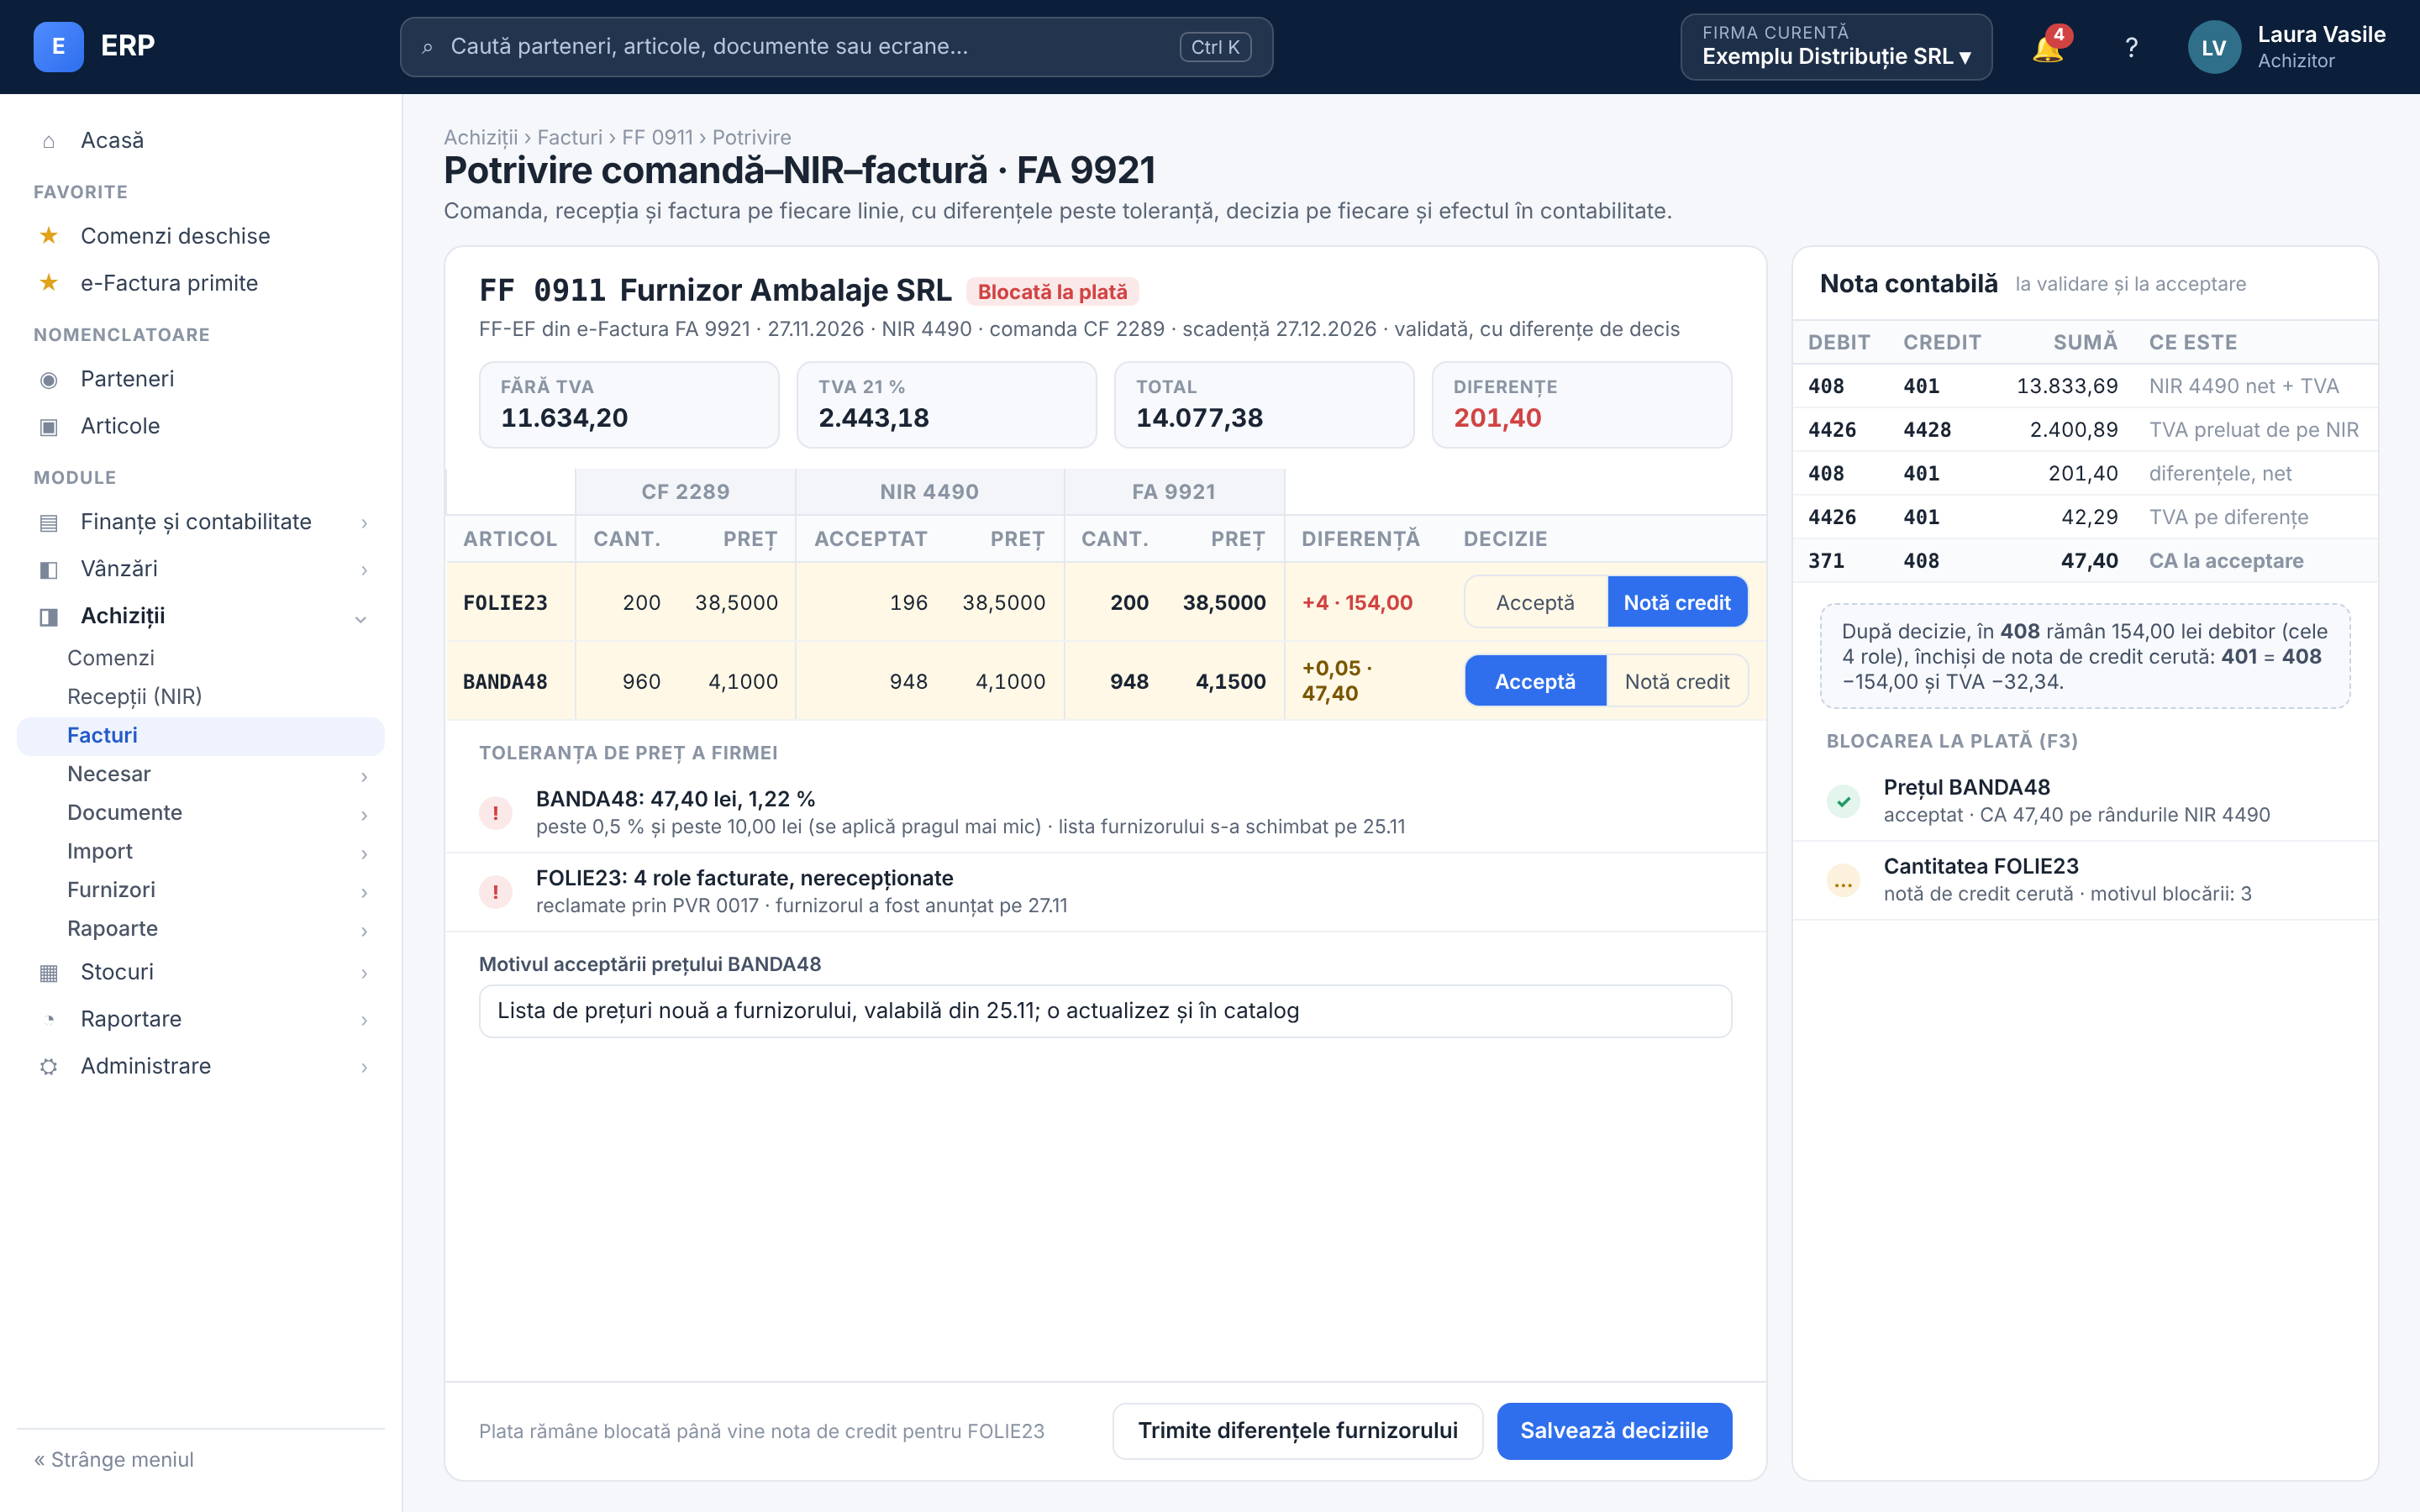 E ERP
Caută parteneri, articole, documente sau ecrane... Ctrl K
FIRMA CURENTĂ
Exemplu Distribuție SRL ▾
4
?
LV
Laura Vasile
Achizitor
Acasă
FAVORITE
★ Comenzi deschise
★ e-Factura primite
NOMENCLATOARE
Parteneri
Articole
MODULE
Finanțe și contabilitate ›
Vânzări ›
Achiziții
Comenzi
Recepții (NIR)
Facturi
Necesar ›
Documente ›
Import ›
Furnizori ›
Rapoarte ›
Stocuri ›
Raportare ›
Administrare ›
« Strânge meniul
Achiziții › Facturi › FF 0911 › Potrivire
Potrivire comandă–NIR–factură · FA 9921
Comanda, recepția și factura pe fiecare linie, cu diferențele peste toleranță, decizia pe fiecare și efectul în contabilitate.
FF 0911 Furnizor Ambalaje SRL Blocată la plată
FF-EF din e-Factura FA 9921 · 27.11.2026 · NIR 4490 · comanda CF 2289 · scadență 27.12.2026 · validată, cu diferențe de decis
FĂRĂ TVA
11.634,20
TVA 21 %
2.443,18
TOTAL
14.077,38
DIFERENȚE
201,40
CF 2289 NIR 4490 FA 9921
ARTICOL CANT. PREȚ ACCEPTAT PREȚ CANT. PREȚ DIFERENȚĂ DECIZIE
FOLIE23 200 38,5000 196 38,5000 200 38,5000 +4 · 154,00 Acceptă Notă credit
BANDA48 960 4,1000 948 4,1000 948 4,1500 +0,05 ·
47,40 Acceptă Notă credit
TOLERANȚA DE PREȚ A FIRMEI
! BANDA48: 47,40 lei, 1,22 %
peste 0,5 % și peste 10,00 lei (se aplică pragul mai mic) · lista furnizorului s-a schimbat pe 25.11
! FOLIE23: 4 role facturate, nerecepționate
reclamate prin PVR 0017 · furnizorul a fost anunțat pe 27.11
Motivul acceptării prețului BANDA48
Lista de prețuri nouă a furnizorului, valabilă din 25.11; o actualizez și în catalog
Plata rămâne blocată până vine nota de credit pentru FOLIE23
Trimite diferențele furnizorului
Salvează deciziile
Nota contabilă la validare și la acceptare
DEBIT CREDIT SUMĂ CE ESTE
408 401 13.833,69 NIR 4490 net + TVA
4426 4428 2.400,89 TVA preluat de pe NIR
408 401 201,40 diferențele, net
4426 401 42,29 TVA pe diferențe
371 408 47,40 CA la acceptare
După decizie, în 408 rămân 154,00 lei debitor (cele
4 role), închiși de nota de credit cerută: 401 = 408
−154,00 și TVA −32,34.
BLOCAREA LA PLATĂ (F3)
✓ Prețul BANDA48
acceptat · CA 47,40 pe rândurile NIR 4490
… Cantitatea FOLIE23
notă de credit cerută · motivul blocării: 3